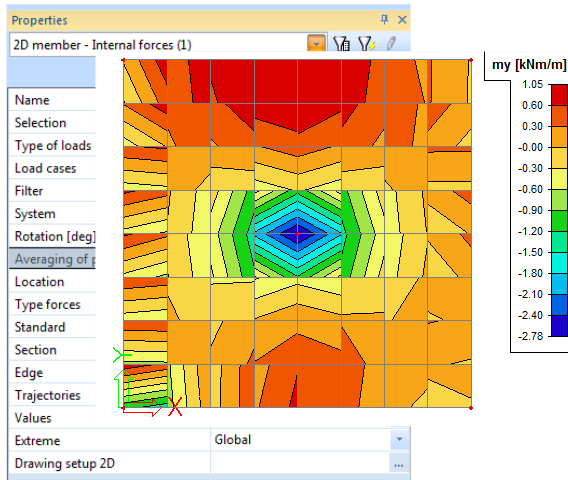 Properties
2D member - Internal forces (1)
my [kNm/m]
Name
Selection
Type of loads
Load cases
Filter
System
Rotation [deg]
Averaging of
Location
Type forces
Standard
Section
Edge
Trajectories
Values
Extreme Global
Drawing setup 2D ...
1.05
0.60
0.30
-0.00
-0.30
-0.60
-0.90
-1.20
-1.50
-1.80
-2.10
-2.40
-2.78
Y
X